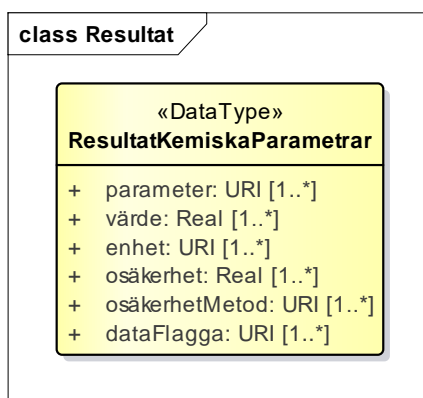 class Resultat
«DataType»
ResultatKemiskaParametrar
+ parameter: URI [1..*]
+ värde: Real [1..*]
+ enhet: URI [1..*]
+ osäkerhet: Real [1..*]
+ osäkerhetMetod: URI [1..*]
+ dataFlagga: URI [1..*]